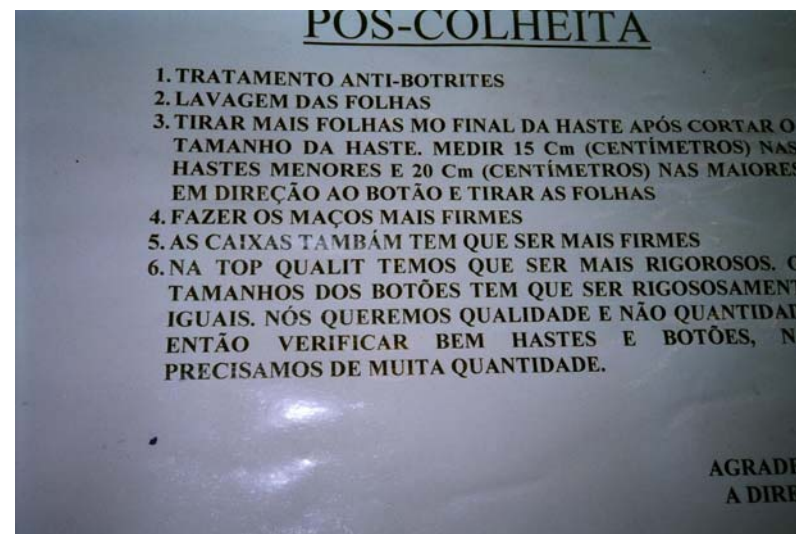 PÓS-COLHEITA
1. TRATAMENTO ANTI-BOTRITES
2. LAVAGEM DAS FOLHAS
3. TIRAR MAIS FOLHAS MO FINAL DA HASTE APÓS CORTAR O
TAMANHO DA HASTE. MEDIR 15 Cm (CENTÍMETROS) NAS
HASTES MENORES E 20 Cm (CENTÍMETROS) NAS MAIORES
EM DIREÇÃO AO BOTÃO E TIRAR AS FOLHAS
4. FAZER OS MAÇOS MAIS FIRMES
5. AS CAIXAS TAMBÁM TEM QUE SER MAIS FIRMES
6. NA TOP QUALIT TEMOS QUE SER MAIS RIGOROSOS.
TAMANHOS DOS BOTÕES TEM QUE SER RIGOSOSAMENT
IGUAIS. NÓS QUEREMOS QUALIDADE E NÃO QUANTIDAD
ENTÃO VERIFICAR BEM HASTES E BOTÕES, N
PRECISAMOS DE MUITA QUANTIDADE.
AGRADE
A DIRE